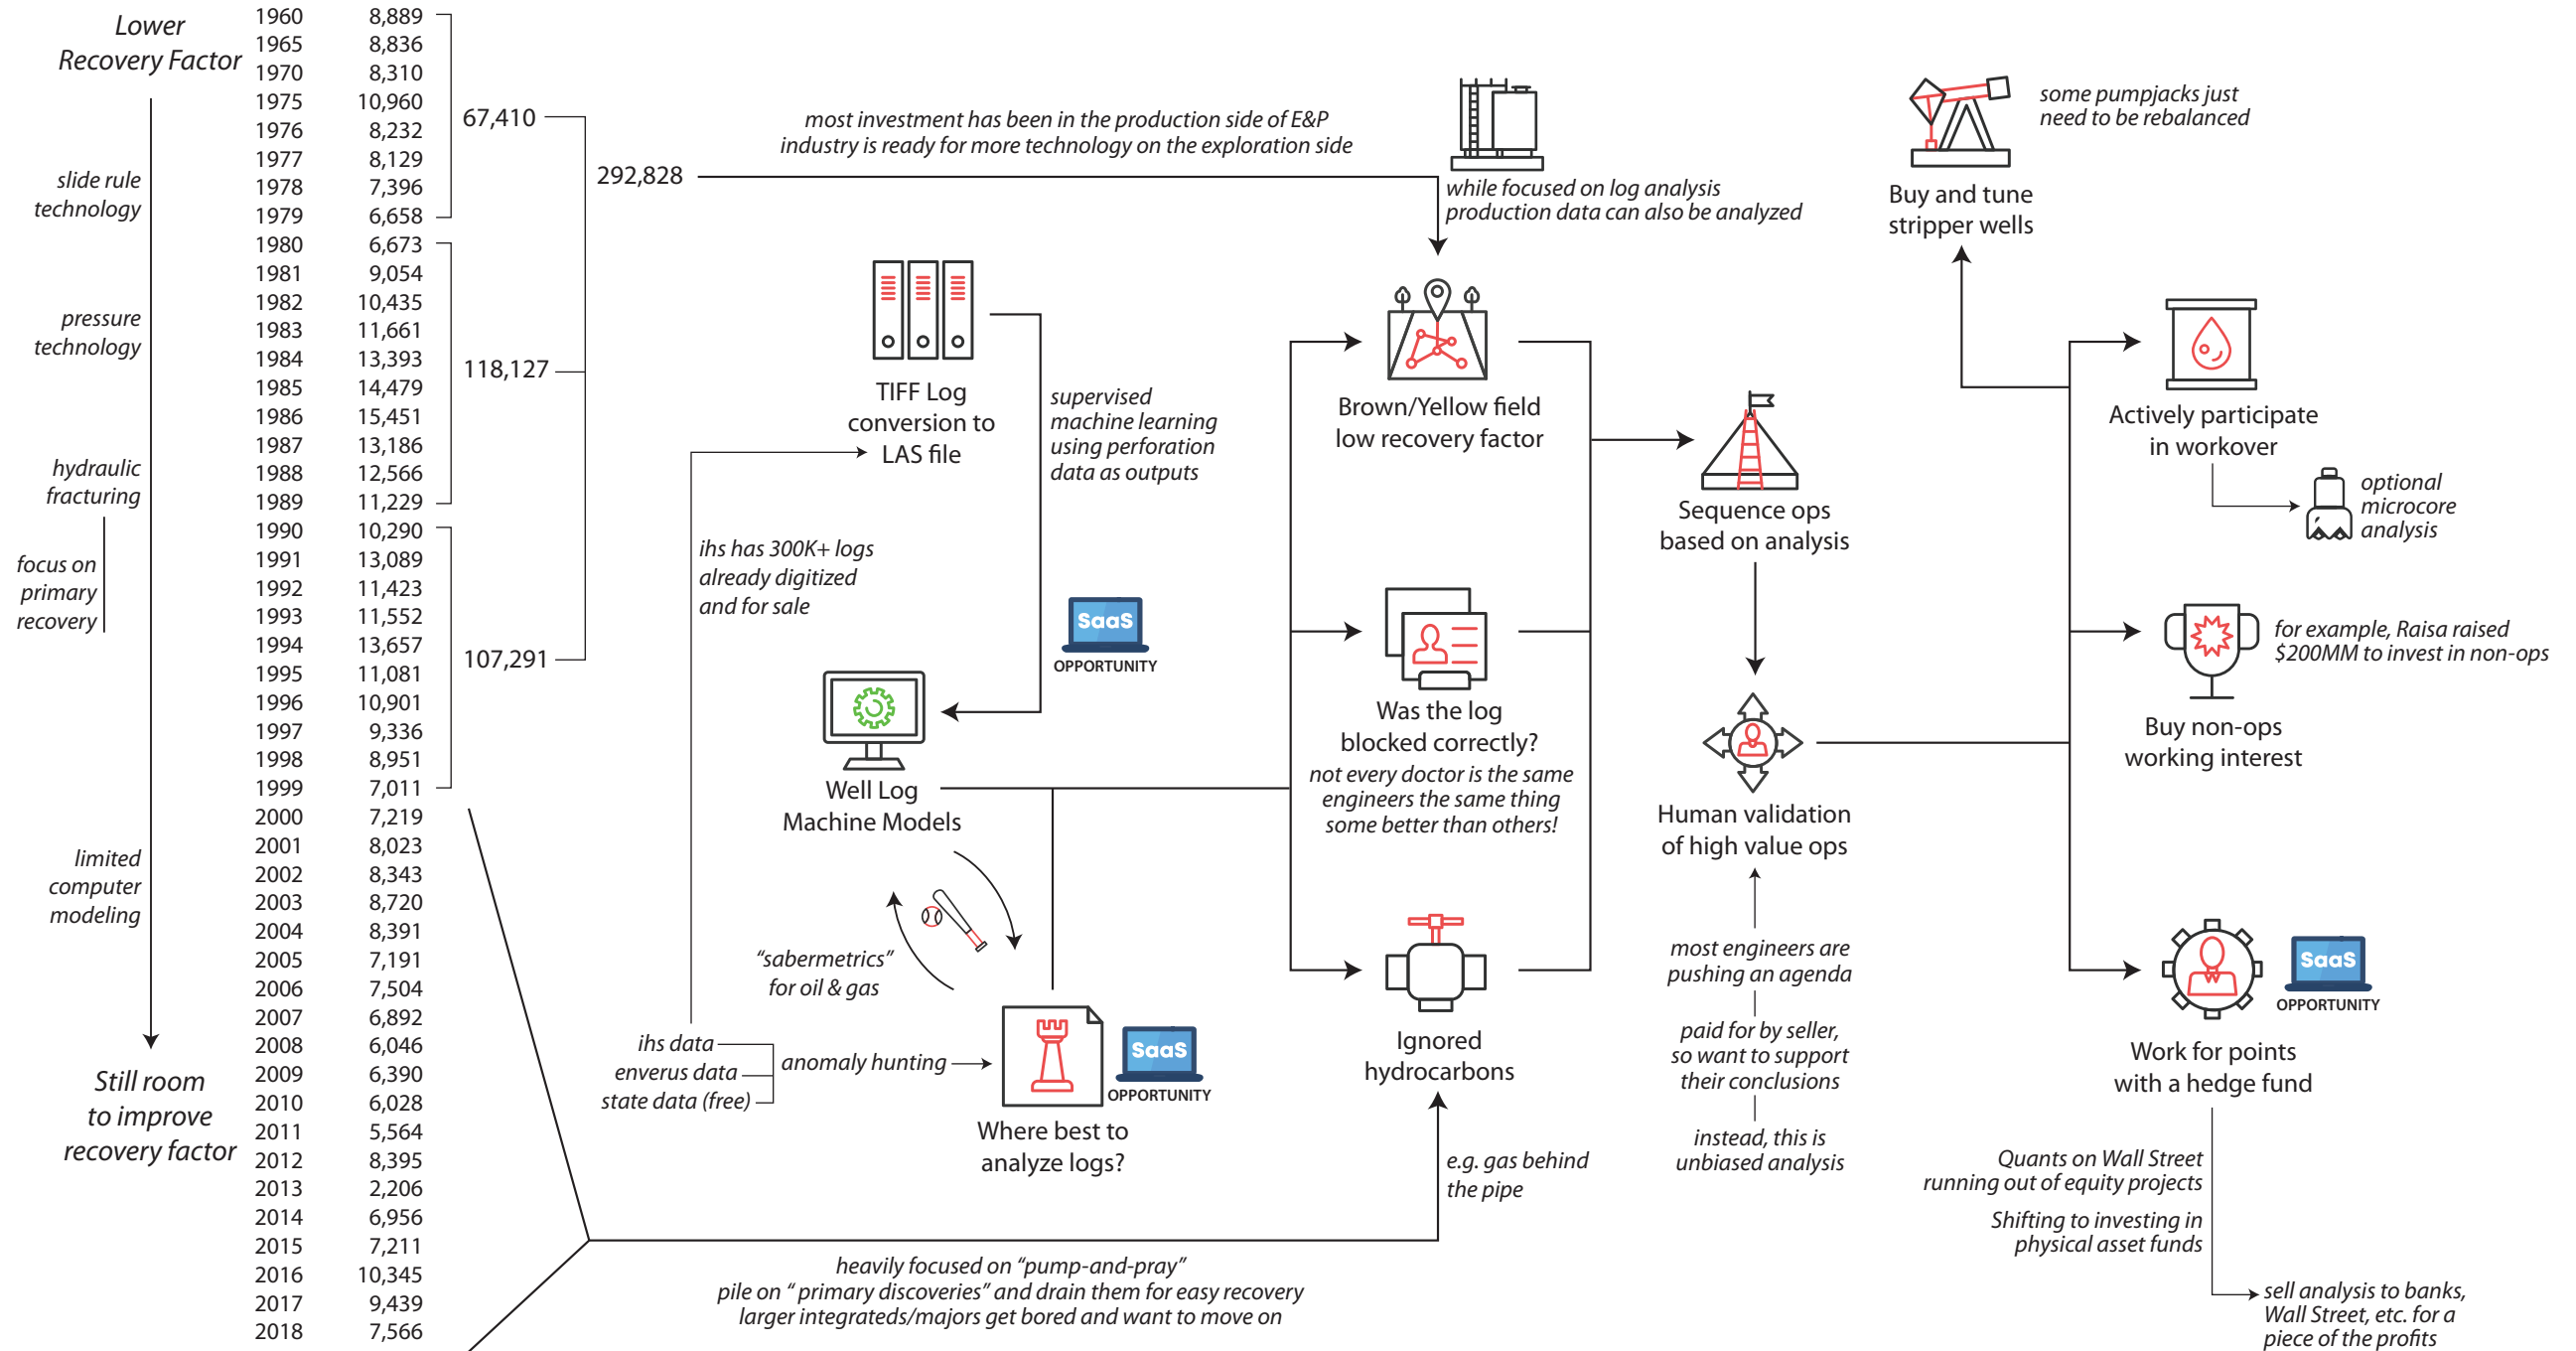 Lower
Recovery Factor
slide rule
technology
pressure
technology
hydraulic
fracturing
focus on
primary
recovery
limited
computer
modeling
Still room
to improve
recovery factor
1960 8,889
1965 8,836
1970 8,310
1975 10,960
1976 8,232
1977 8,129
1978 7,396
1979 6,658
1980 6,673
1981 9,054
1982 10,435
1983 11,661
1984 13,393
1985 14,479
1986 15,451
1987 13,186
1988 12,566
1989 11,229
1990 10,290
1991 13,089
1992 11,423
1993 11,552
1994 13,657
1995 11,081
1996 10,901
1997 9,336
1998 8,951
1999 7,011
2000 7,219
2001 8,023
2002 8,343
2003 8,720
2004 8,391
2005 7,191
2006 7,504
2007 6,892
2008 6,046
2009 6,390
2010 6,028
2011 5,564
2012 8,395
2013 2,206
2014 6,956
2015 7,211
2016 10,345
2017 9,439
2018 7,566
67,410
118,127
107,291
292,828
most investment has been in the production side of E&P
industry is ready for more technology on the exploration side
while focused on log analysis
production data can also be analyzed
TIFF Log
conversion to
LAS file
supervised
machine learning
using perforation
data as outputs
ihs has 300K+ logs
already digitized
and for sale
SaaS
OPPORTUNITY
Well Log
Machine Models
"sabermetrics"
for oil & gas
ihs data
enverus data
state data (free)
anomaly hunting
SaaS
OPPORTUNITY
Where best to
analyze logs?
heavily focused on "pump-and-pray"
pile on " primary discoveries" and drain them for easy recovery
larger integrateds/majors get bored and want to move on
Brown/Yellow field
low recovery factor
Was the log
blocked correctly?
not every doctor is the same
engineers the same thing
some better than others!
Ignored
hydrocarbons
e.g. gas behind
the pipe
Sequence ops
based on analysis
Human validation
of high value ops
most engineers are
pushing an agenda
paid for by seller,
so want to support
their conclusions
instead, this is
unbiased analysis
some pumpjacks just
need to be rebalanced
Buy and tune
stripper wells
Actively participate
in workover
optional
microcore
analysis
for example, Raisa raised
$200MM to invest in non-ops
Buy non-ops
working interest
SaaS
OPPORTUNITY
Work for points
with a hedge fund
Quants on Wall Street
running out of equity projects
Shifting to investing in
physical asset funds
sell analysis to banks,
Wall Street, etc. for a
piece of the profits